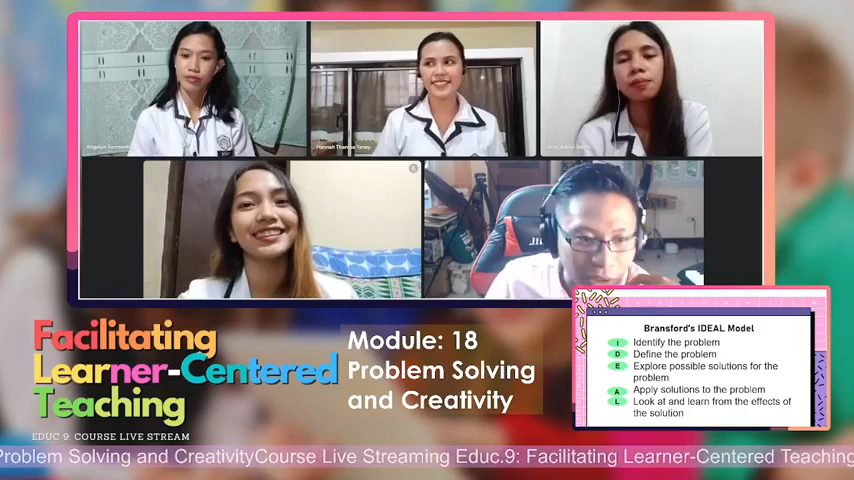 Hannah Therese Taney
Facilitating
Learner-Centered
Teaching
EDUC 9: COURSE LIVE STREAM
Module: 18
Problem Solving
and Creativity
Bransford's IDEAL Model
I Identify the problem
D Define the problem
E Explore possible solutions for the
problem
A Apply solutions to the problem
L Look at and learn from the effects of
the solution
Problem Solving and CreativityCourse Live Streaming Educ.9: Facilitating Learner-Centered Teaching